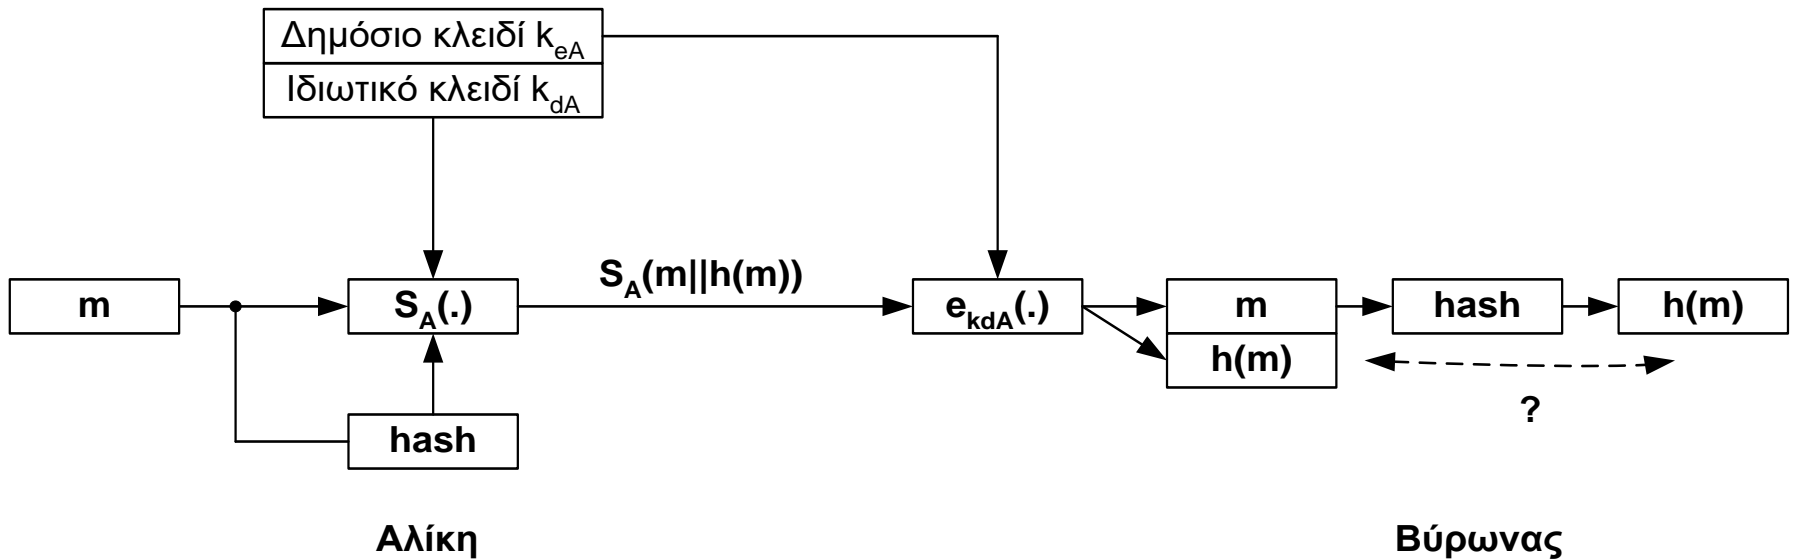 Δημόσιο κλειδί k_eA
Ιδιωτικό κλειδί k_dA
S_A(m||h(m))
m
S_A(.)
e_kdA(.)
m
hash
h(m)
h(m)
?
hash
Αλίκη
Βύρωνας